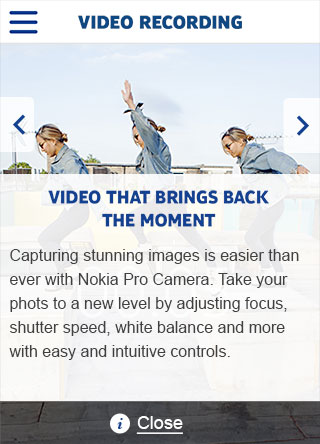 VIDEO RECORDING
VIDEO THAT BRINGS BACK
THE MOMENT
Capturing stunning images is easier than
ever with Nokia Pro Camera. Take your
phots to a new level by adjusting focus,
shutter speed, white balance and more
with easy and intuitive controls.
i Close